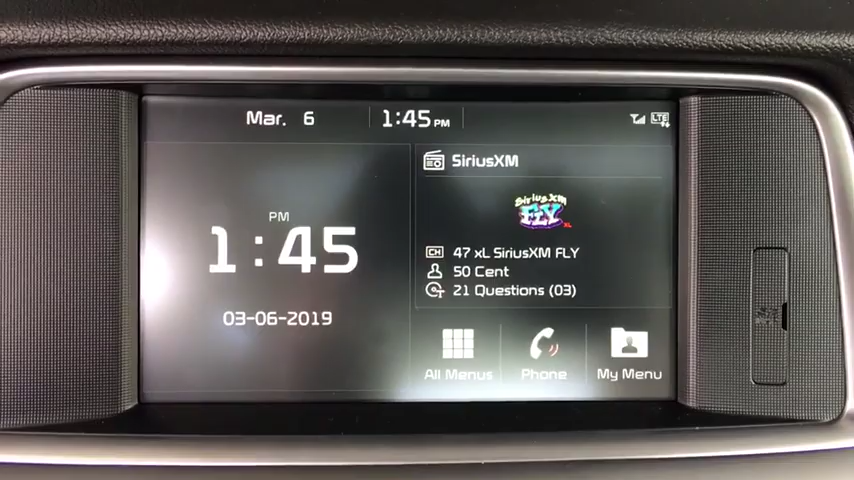 Mar. 6
1:45 PM
LTE
PM
1:45
03-06-2019
SiriusXM
SiriusXM
FLY
XL
CH 47 xL SiriusXM FLY
50 Cent
21 Questions (03)
All Menus
Phone
My Menu